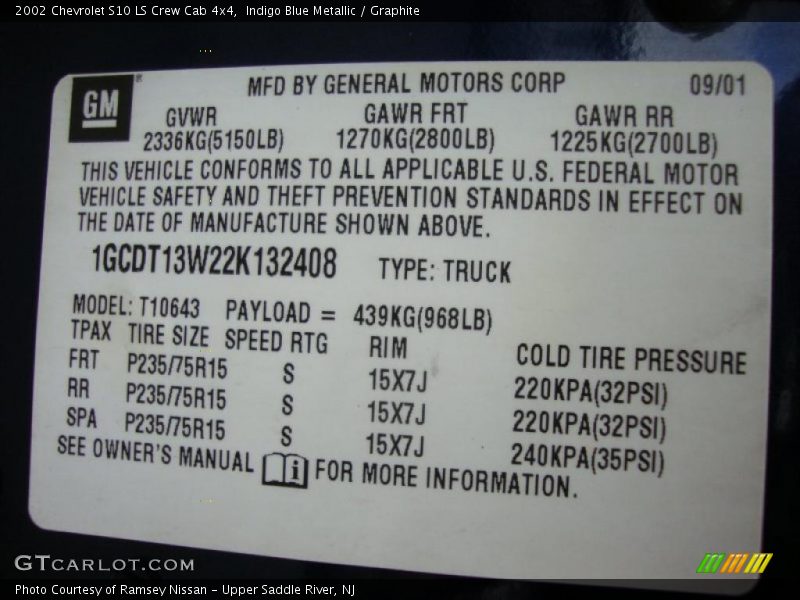 2002 Chevrolet S10 LS Crew Cab 4x4,  Indigo Blue Metallic / Graphite
GM® MFD BY GENERAL MOTORS CORP 09/01
GVWR GAWR FRT GAWR RR
2336KG(5150LB) 1270KG(2800LB) 1225KG(2700LB)
THIS VEHICLE CONFORMS TO ALL APPLICABLE U.S. FEDERAL MOTOR
VEHICLE SAFETY AND THEFT PREVENTION STANDARDS IN EFFECT ON
THE DATE OF MANUFACTURE SHOWN ABOVE.
1GCDT13W22K132408 TYPE: TRUCK
MODEL: T10643 PAYLOAD = 439KG(968LB)
TPAX TIRE SIZE SPEED RTG RIM COLD TIRE PRESSURE
FRT P235/75R15 S 15X7J 220KPA(32PSI)
RR P235/75R15 S 15X7J 220KPA(32PSI)
SPA P235/75R15 S 15X7J 240KPA(35PSI)
SEE OWNER'S MANUAL i FOR MORE INFORMATION.
GTCARLOT.COM
Photo Courtesy of Ramsey Nissan - Upper Saddle River, NJ